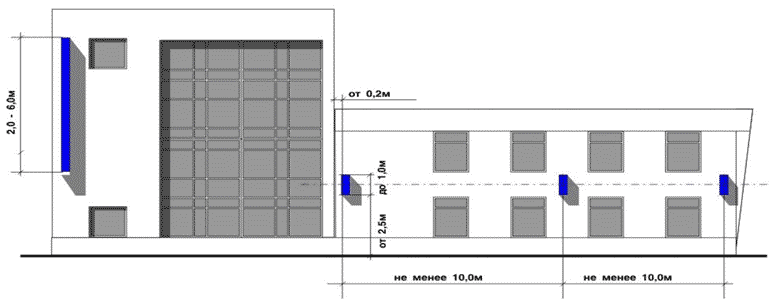 2,0 - 6,0м
от 0,2м
до 1,0м
от 2,5м
не менее 10,0м
не менее 10,0м